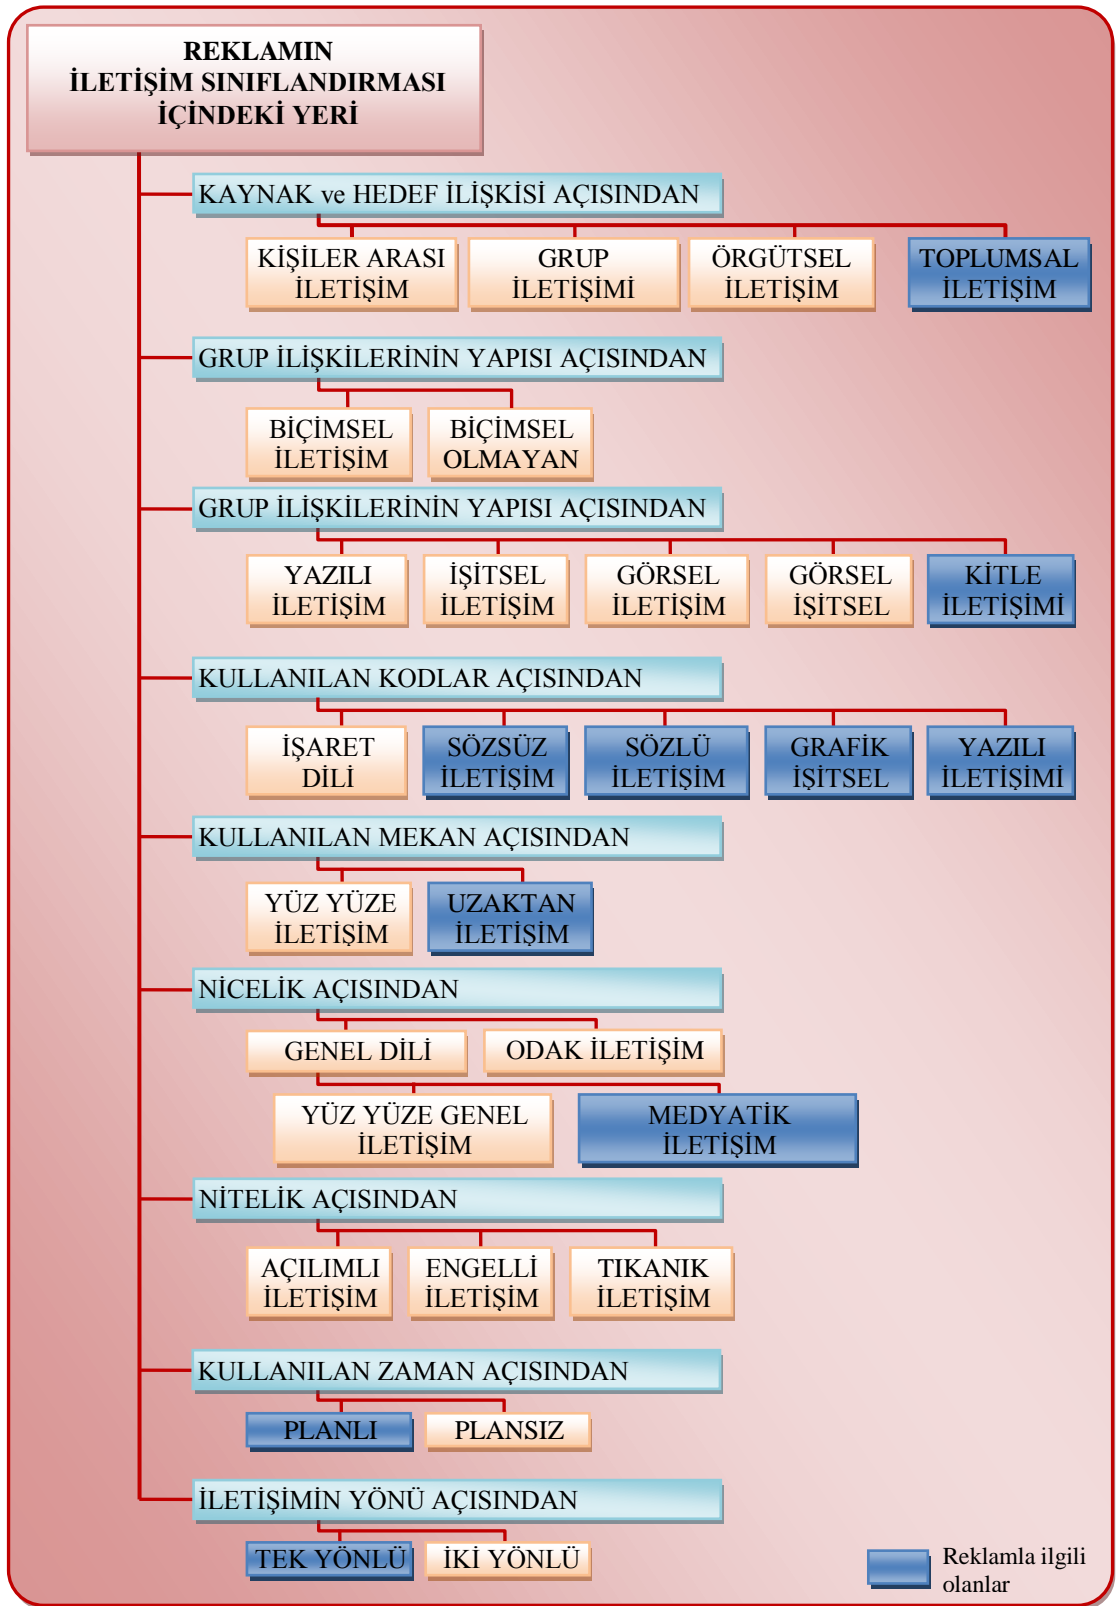 REKLAMIN
İLETİŞİM SINIFLANDIRMASI
İÇİNDEKİ YERİ
KAYNAK ve HEDEF İLİŞKİSİ AÇISINDAN
KİŞİLER ARASI
İLETİŞİM
GRUP
İLETİŞİMİ
ÖRGÜTSEL
İLETİŞİM
TOPLUMSAL
İLETİŞİM
GRUP İLİŞKİLERİNİN YAPISI AÇISINDAN
BİÇİMSEL
İLETİŞİM
BİÇİMSEL
OLMAYAN
GRUP İLİŞKİLERİNİN YAPISI AÇISINDAN
YAZILI
İLETİŞİM
İŞİTSEL
İLETİŞİM
GÖRSEL
İLETİŞİM
GÖRSEL
İŞİTSEL
KİTLE
İLETİŞİMİ
KULLANILAN KODLAR AÇISINDAN
İŞARET
DİLİ
SÖZSÜZ
İLETİŞİM
SÖZLÜ
İLETİŞİM
GRAFİK
İŞİTSEL
YAZILI
İLETİŞİMİ
KULLANILAN MEKAN AÇISINDAN
YÜZ YÜZE
İLETİŞİM
UZAKTAN
İLETİŞİM
NİCELİK AÇISINDAN
GENEL DİLİ
ODAK İLETİŞİM
YÜZ YÜZE GENEL
İLETİŞİM
MEDYATİK
İLETİŞİM
NİTELİK AÇISINDAN
AÇILIMLI
İLETİŞİM
ENGELLİ
İLETİŞİM
TIKANIK
İLETİŞİM
KULLANILAN ZAMAN AÇISINDAN
PLANLI
PLANSIZ
İLETİŞİMİN YÖNÜ AÇISINDAN
TEK YÖNLÜ
İKİ YÖNLÜ
Reklamla ilgili
olanlar